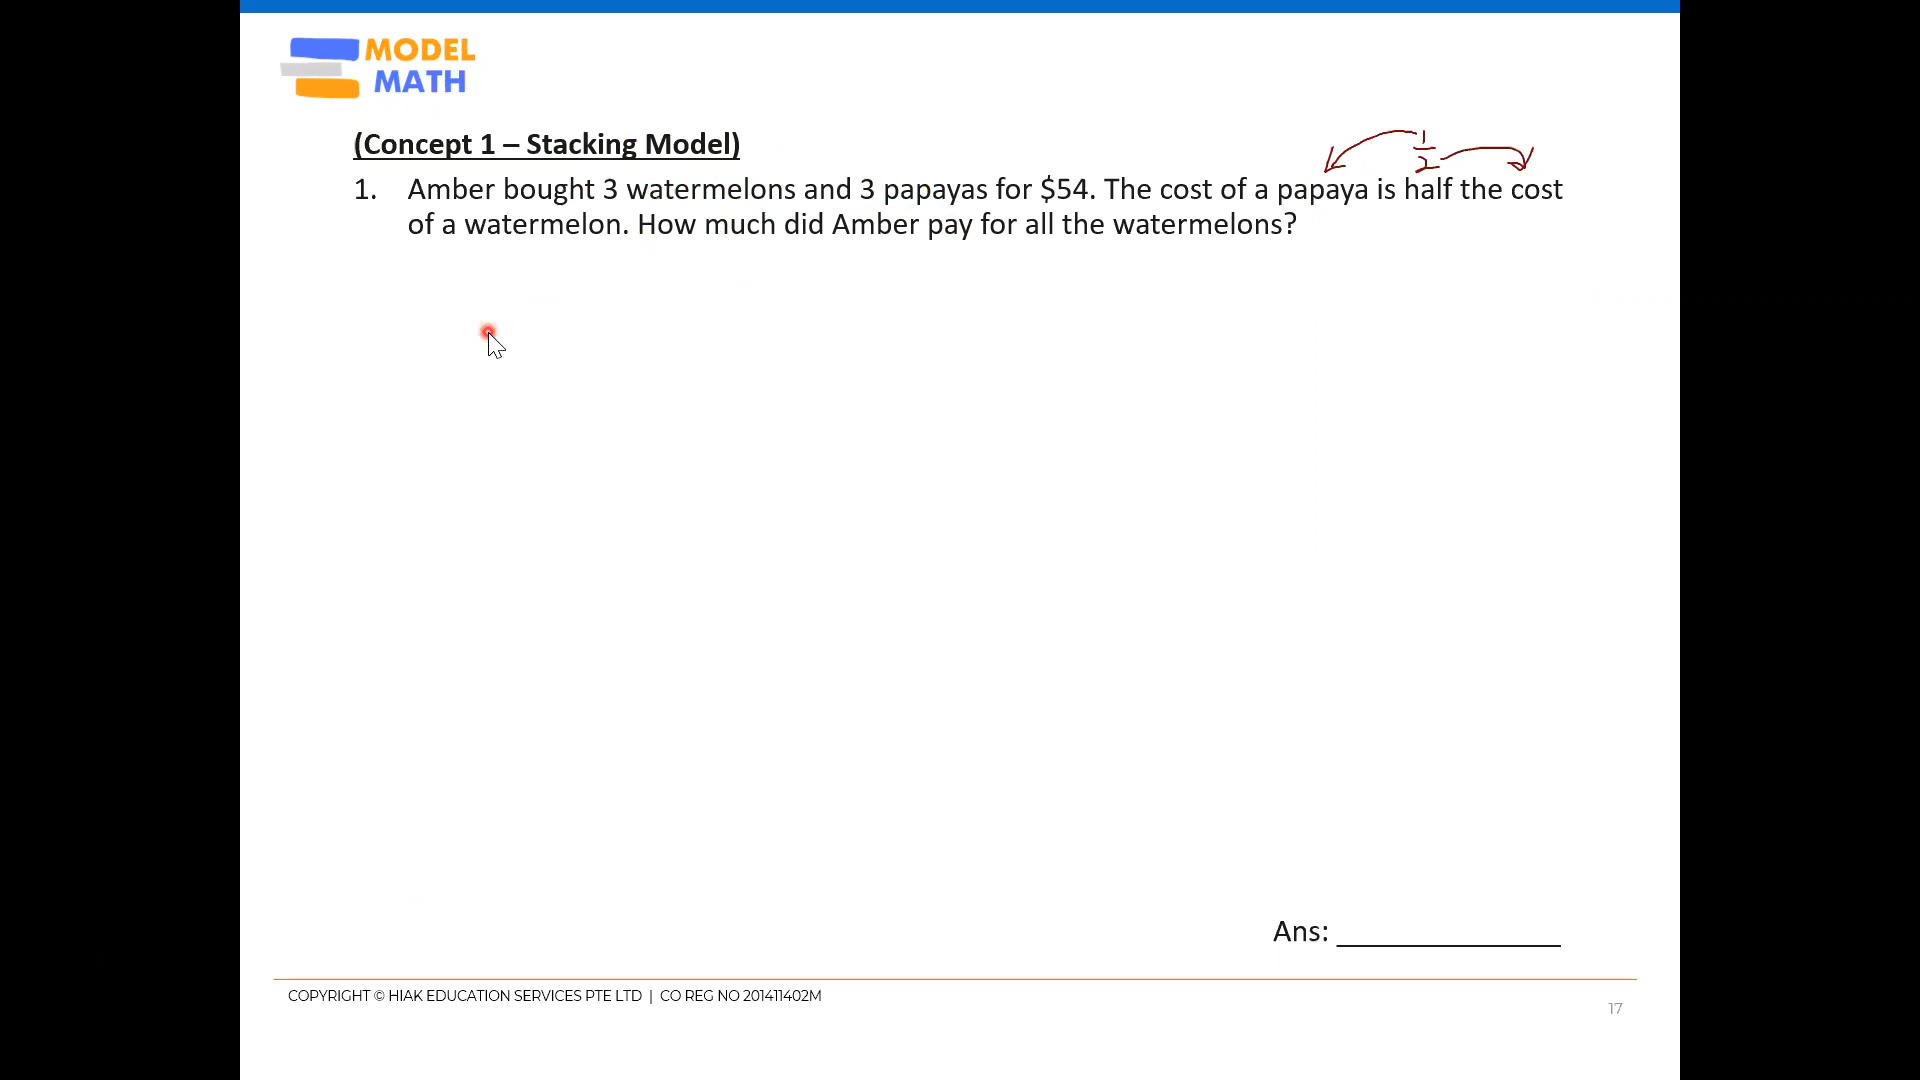 MODEL
MATH
(Concept 1 – Stacking Model)
1
2
1. Amber bought 3 watermelons and 3 papayas for $54. The cost of a papaya is half the cost
of a watermelon. How much did Amber pay for all the watermelons?
Ans: ______________
COPYRIGHT © HIAK EDUCATION SERVICES PTE LTD | CO REG NO 201411402M
17